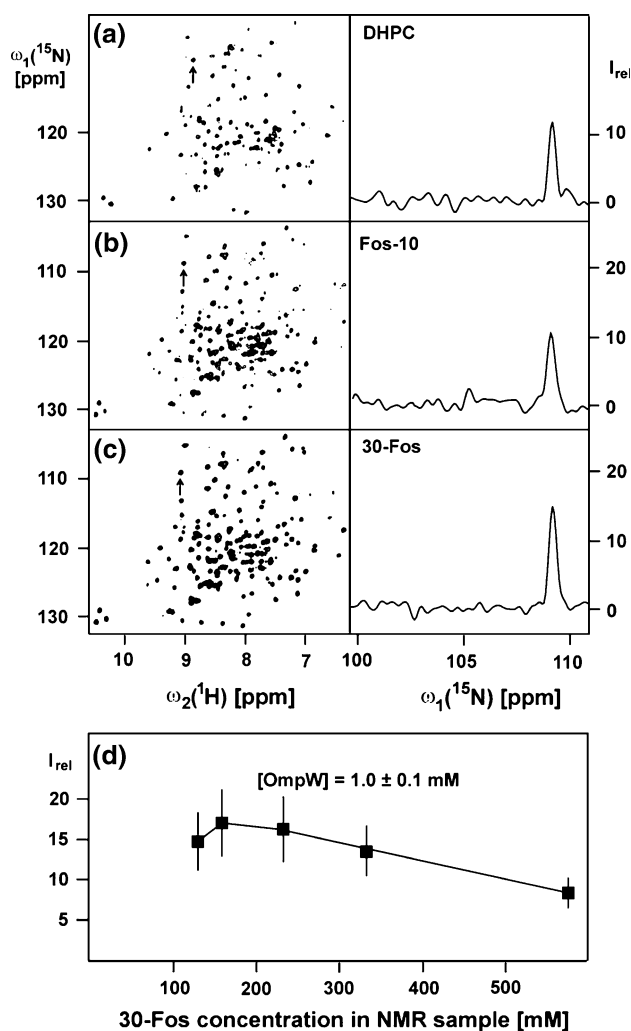 (a)
DHPC
ω₁(¹⁵N)
[ppm]
Iᵣₑₗ
120
130
10
0
(b)
Fos-10
110
120
130
20
10
0
(c)
30-Fos
110
120
130
20
10
0
10 9 8 7
100 105 110
ω₂(¹H) [ppm]
ω₁(¹⁵N) [ppm]
(d)
Iᵣₑₗ
[OmpW] = 1.0 ± 0.1 mM
20
15
10
5
100 200 300 400 500
30-Fos concentration in NMR sample [mM]